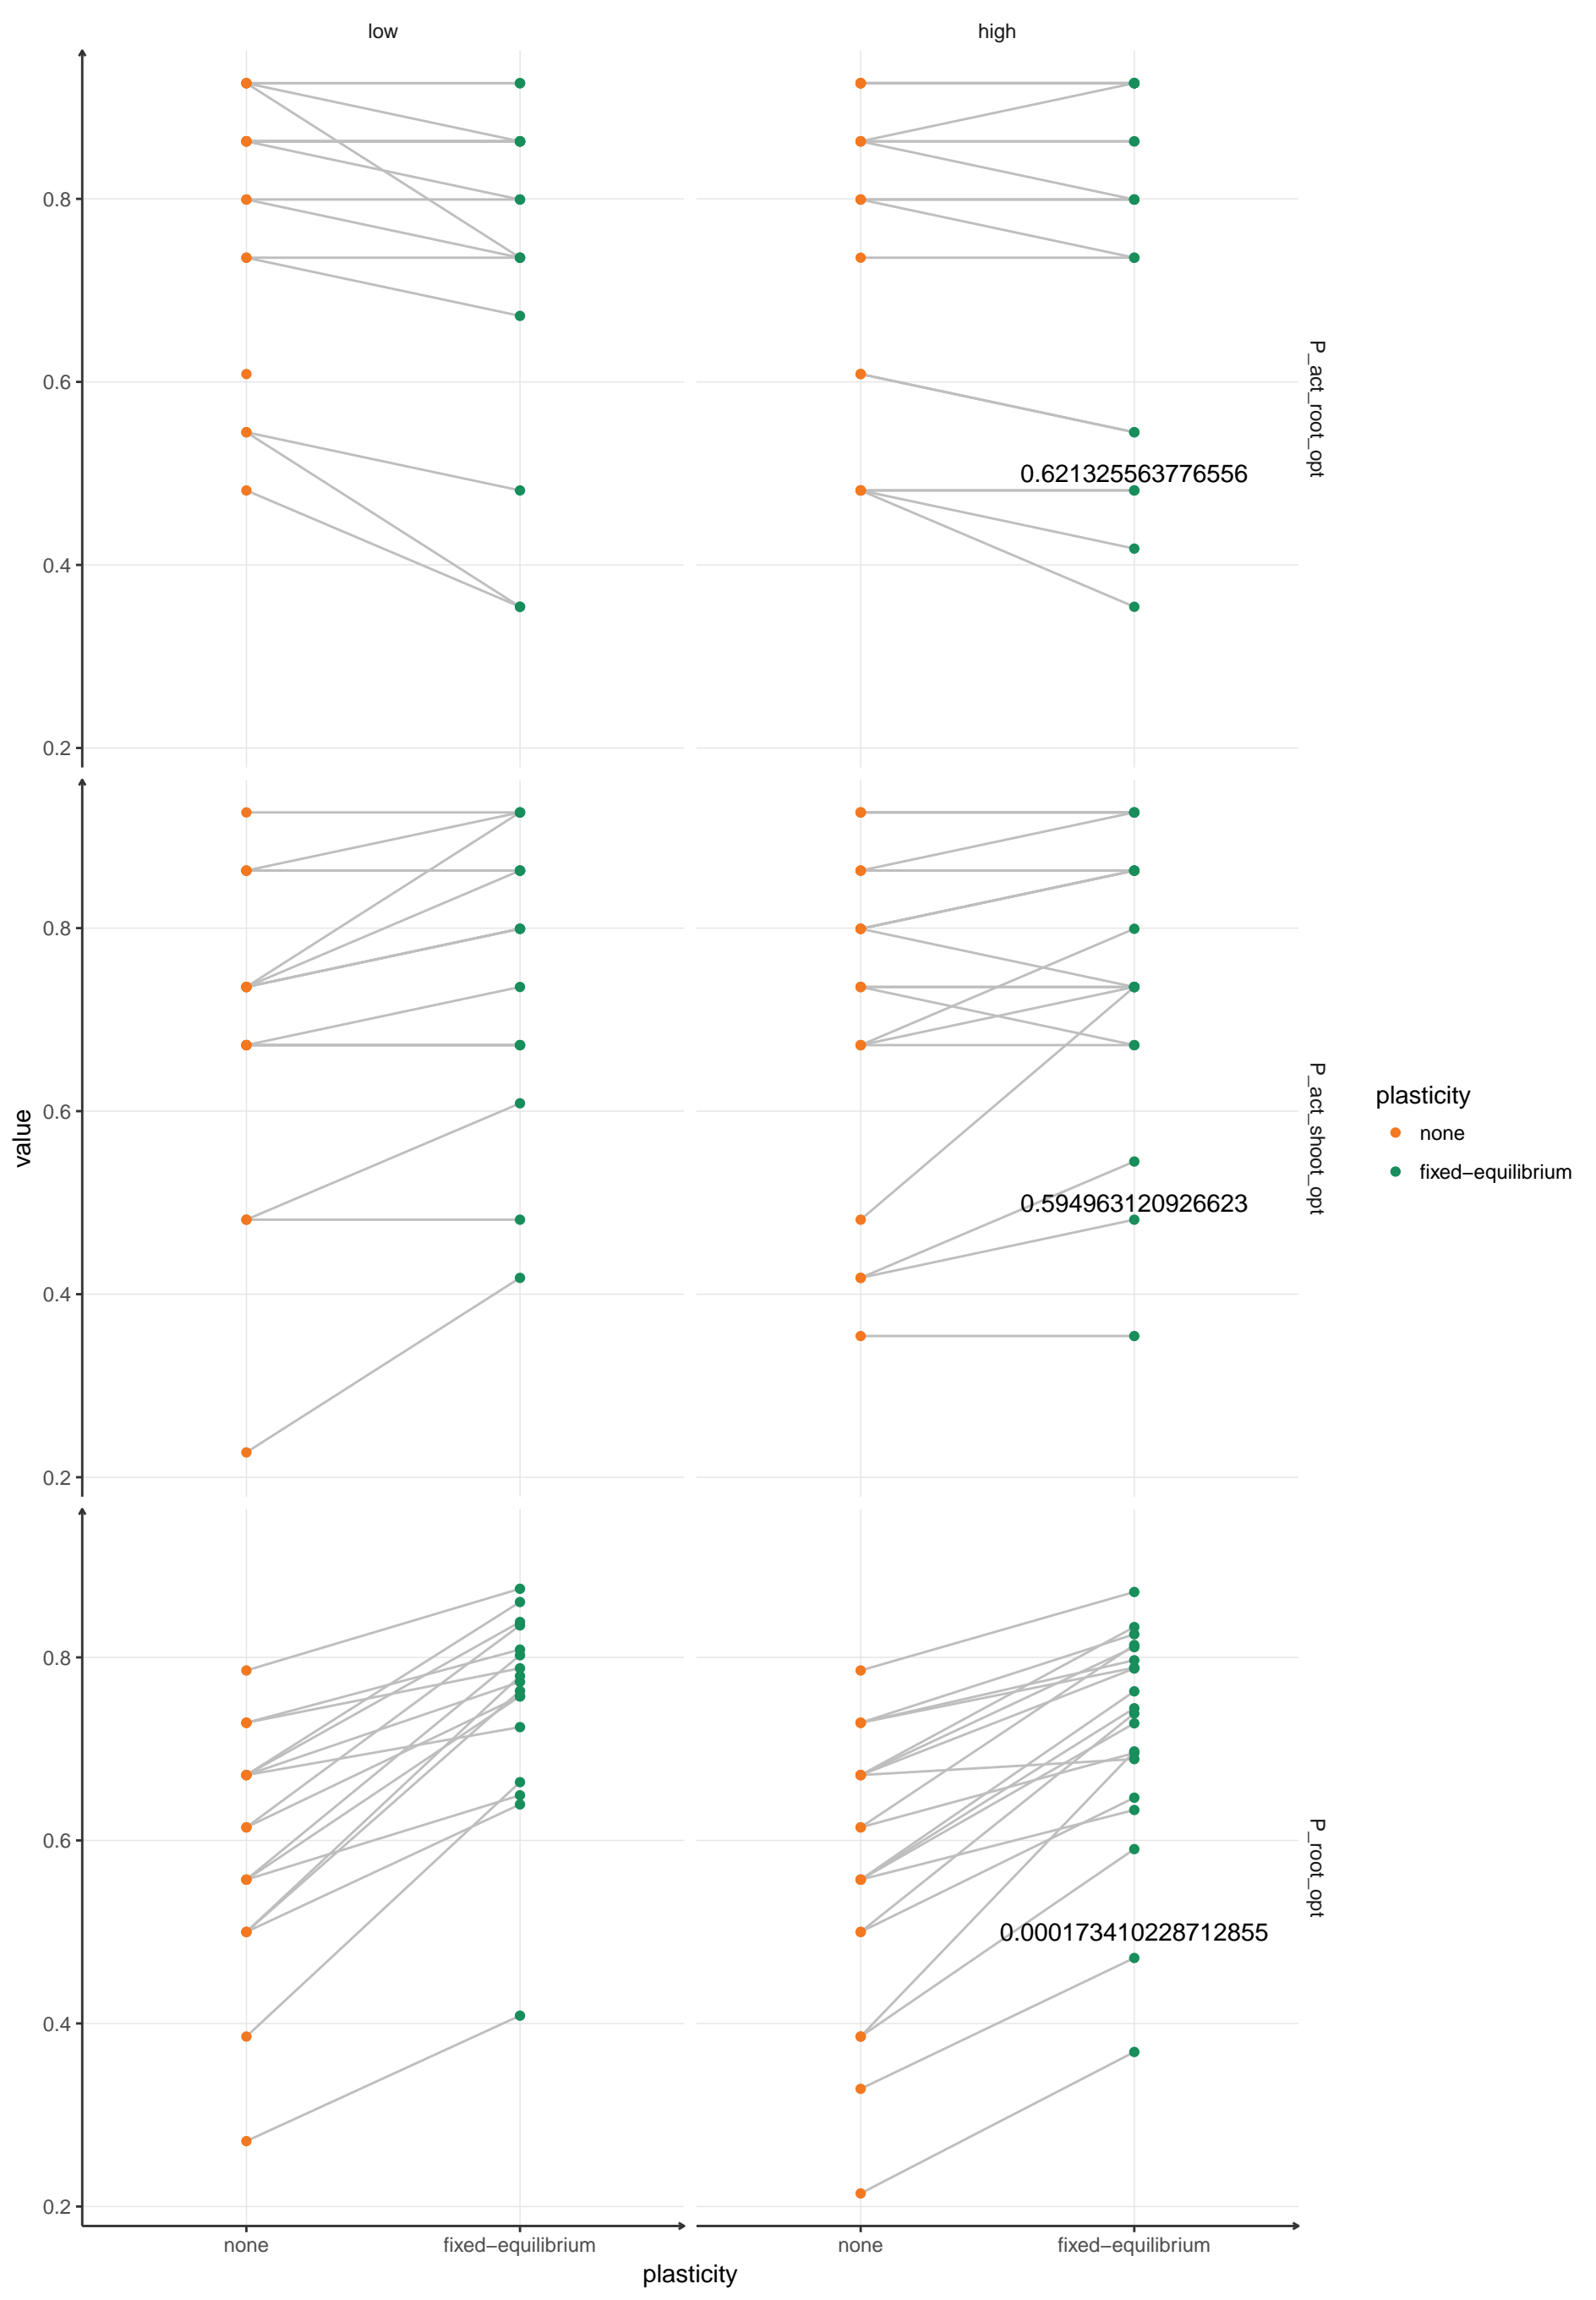 low
high
0.8
0.6
0.4
0.2
P_act_root_opt
0.621325563776556
0.8
0.6
0.4
0.2
P_act_shoot_opt
0.594963120926623
value
plasticity
none
fixed−equilibrium
0.8
0.6
0.4
0.2
P_root_opt
0.000173410228712855
none
fixed−equilibrium
none
fixed−equilibrium
plasticity